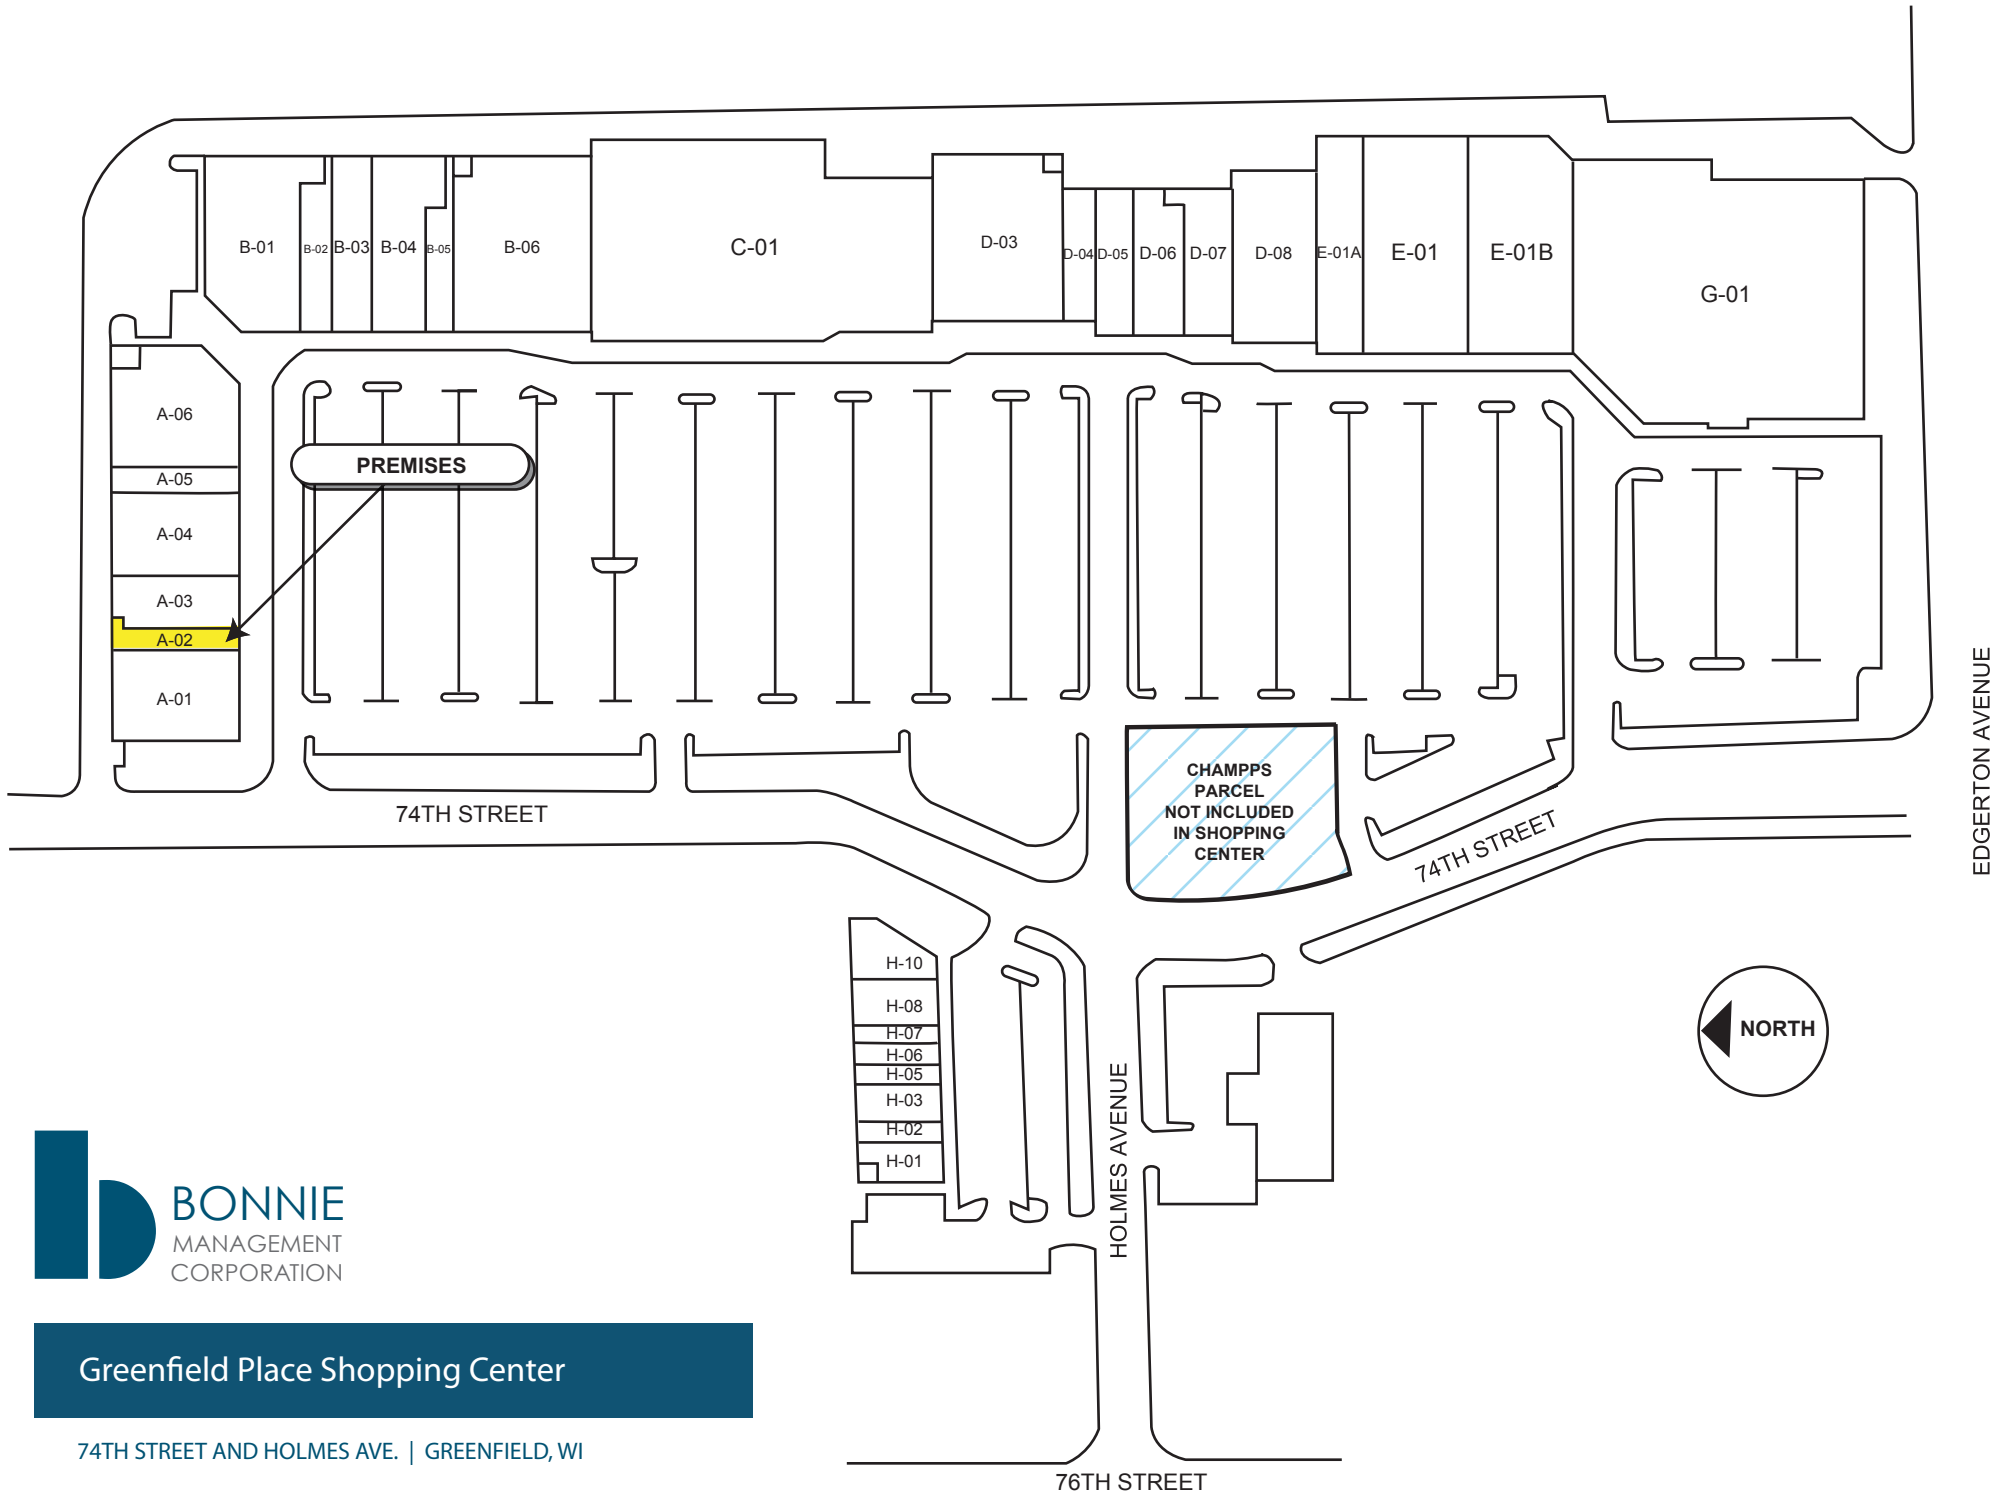 B-01
B-02
B-03
B-04
B-05
B-06
C-01
D-03
D-04
D-05
D-06
D-07
D-08
E-01A
E-01
E-01B
G-01
A-06
A-05
A-04
A-03
A-02
A-01
PREMISES
CHAMPPS
PARCEL
NOT INCLUDED
IN SHOPPING
CENTER
74TH STREET
74TH STREET
EDGERTON AVENUE
H-10
H-08
H-07
H-06
H-05
H-03
H-02
H-01
HOLMES AVENUE
NORTH
BONNIE
MANAGEMENT
CORPORATION
Greenfield Place Shopping Center
74TH STREET AND HOLMES AVE. | GREENFIELD, WI
76TH STREET